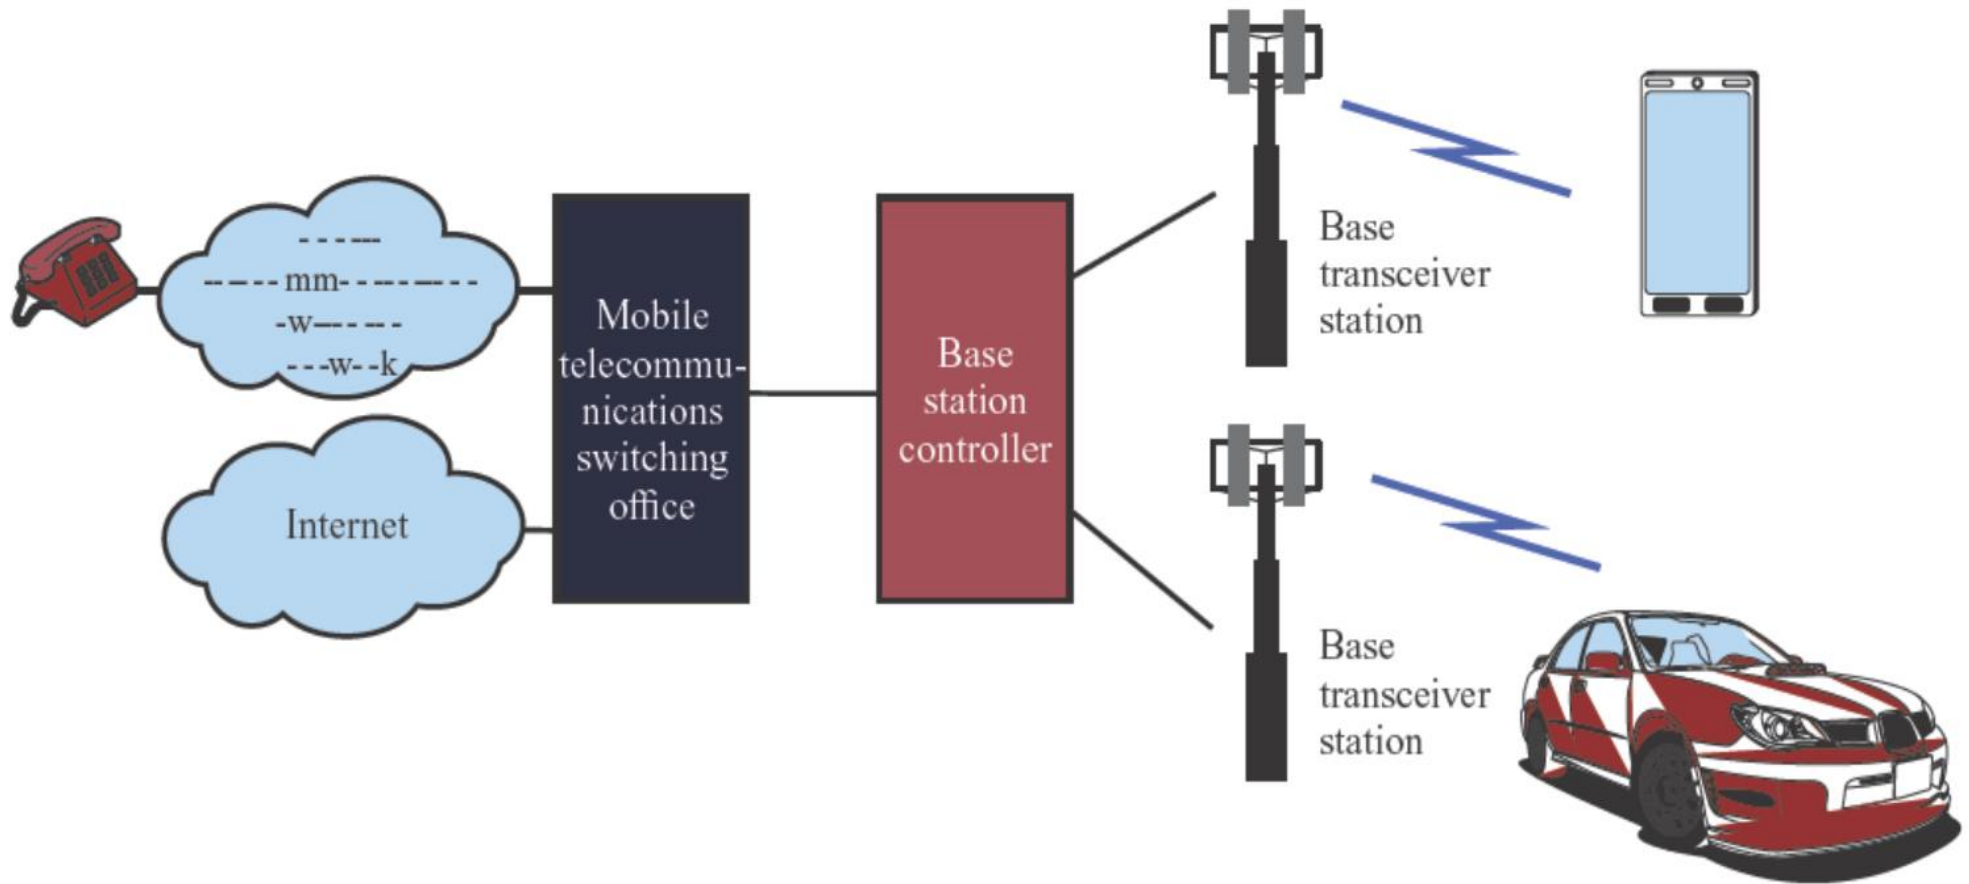 Mobile
telecommu-
nications
switching
office
Base
station
controller
Base
transceiver
station
Internet
Base
transceiver
station